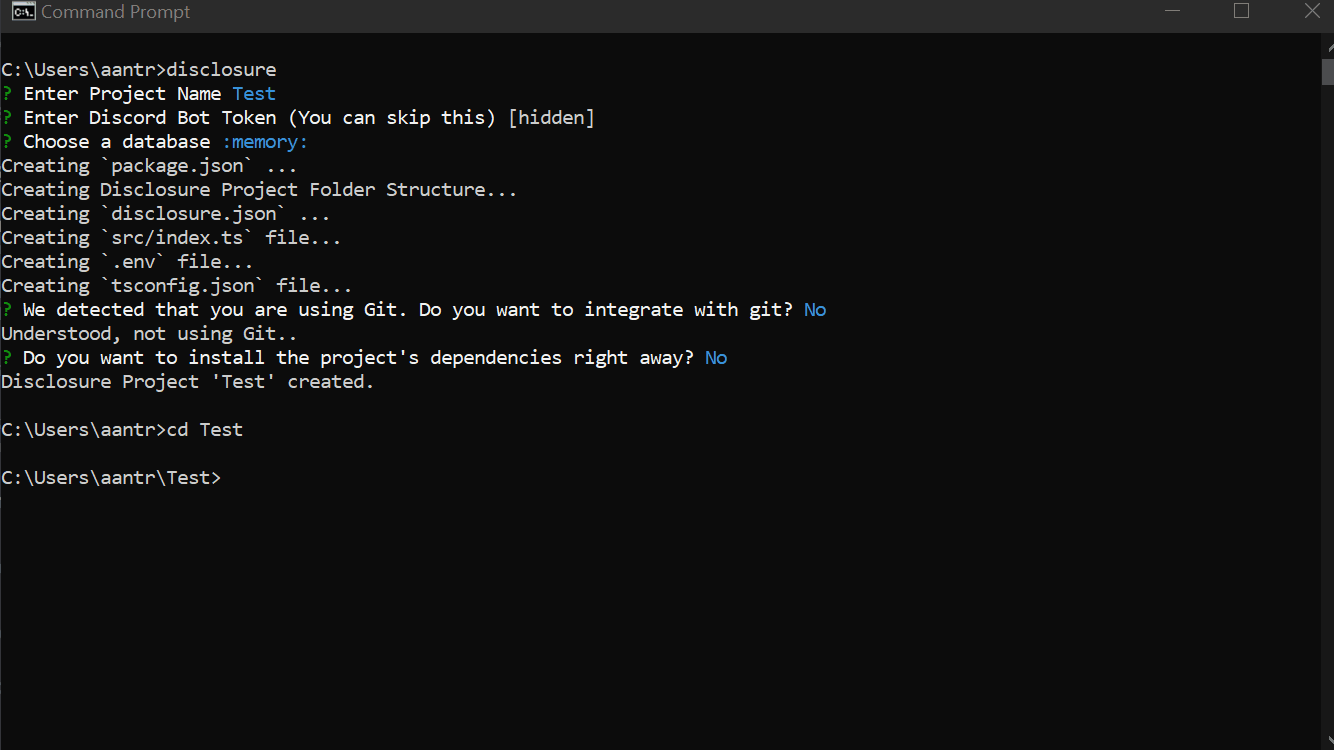 Command Prompt
C:\Users\aantr>disclosure
? Enter Project Name Test
? Enter Discord Bot Token (You can skip this) [hidden]
? Choose a database :memory:
Creating `package.json` ...
Creating Disclosure Project Folder Structure...
Creating `disclosure.json` ...
Creating `src/index.ts` file...
Creating `.env` file...
Creating `tsconfig.json` file...
? We detected that you are using Git. Do you want to integrate with git? No
Understood, not using Git..
? Do you want to install the project's dependencies right away? No
Disclosure Project 'Test' created.
C:\Users\aantr>cd Test
C:\Users\aantr\Test>